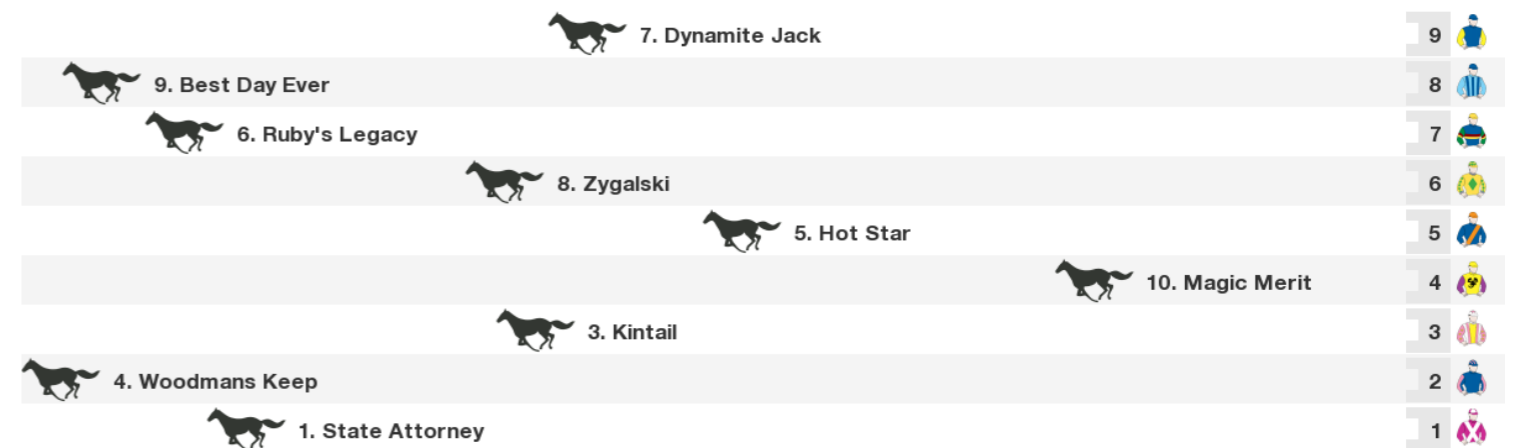 7. Dynamite Jack 9
9. Best Day Ever 8
6. Ruby's Legacy 7
8. Zygalski 6
5. Hot Star 5
10. Magic Merit 4
3. Kintail 3
4. Woodmans Keep 2
1. State Attorney 1